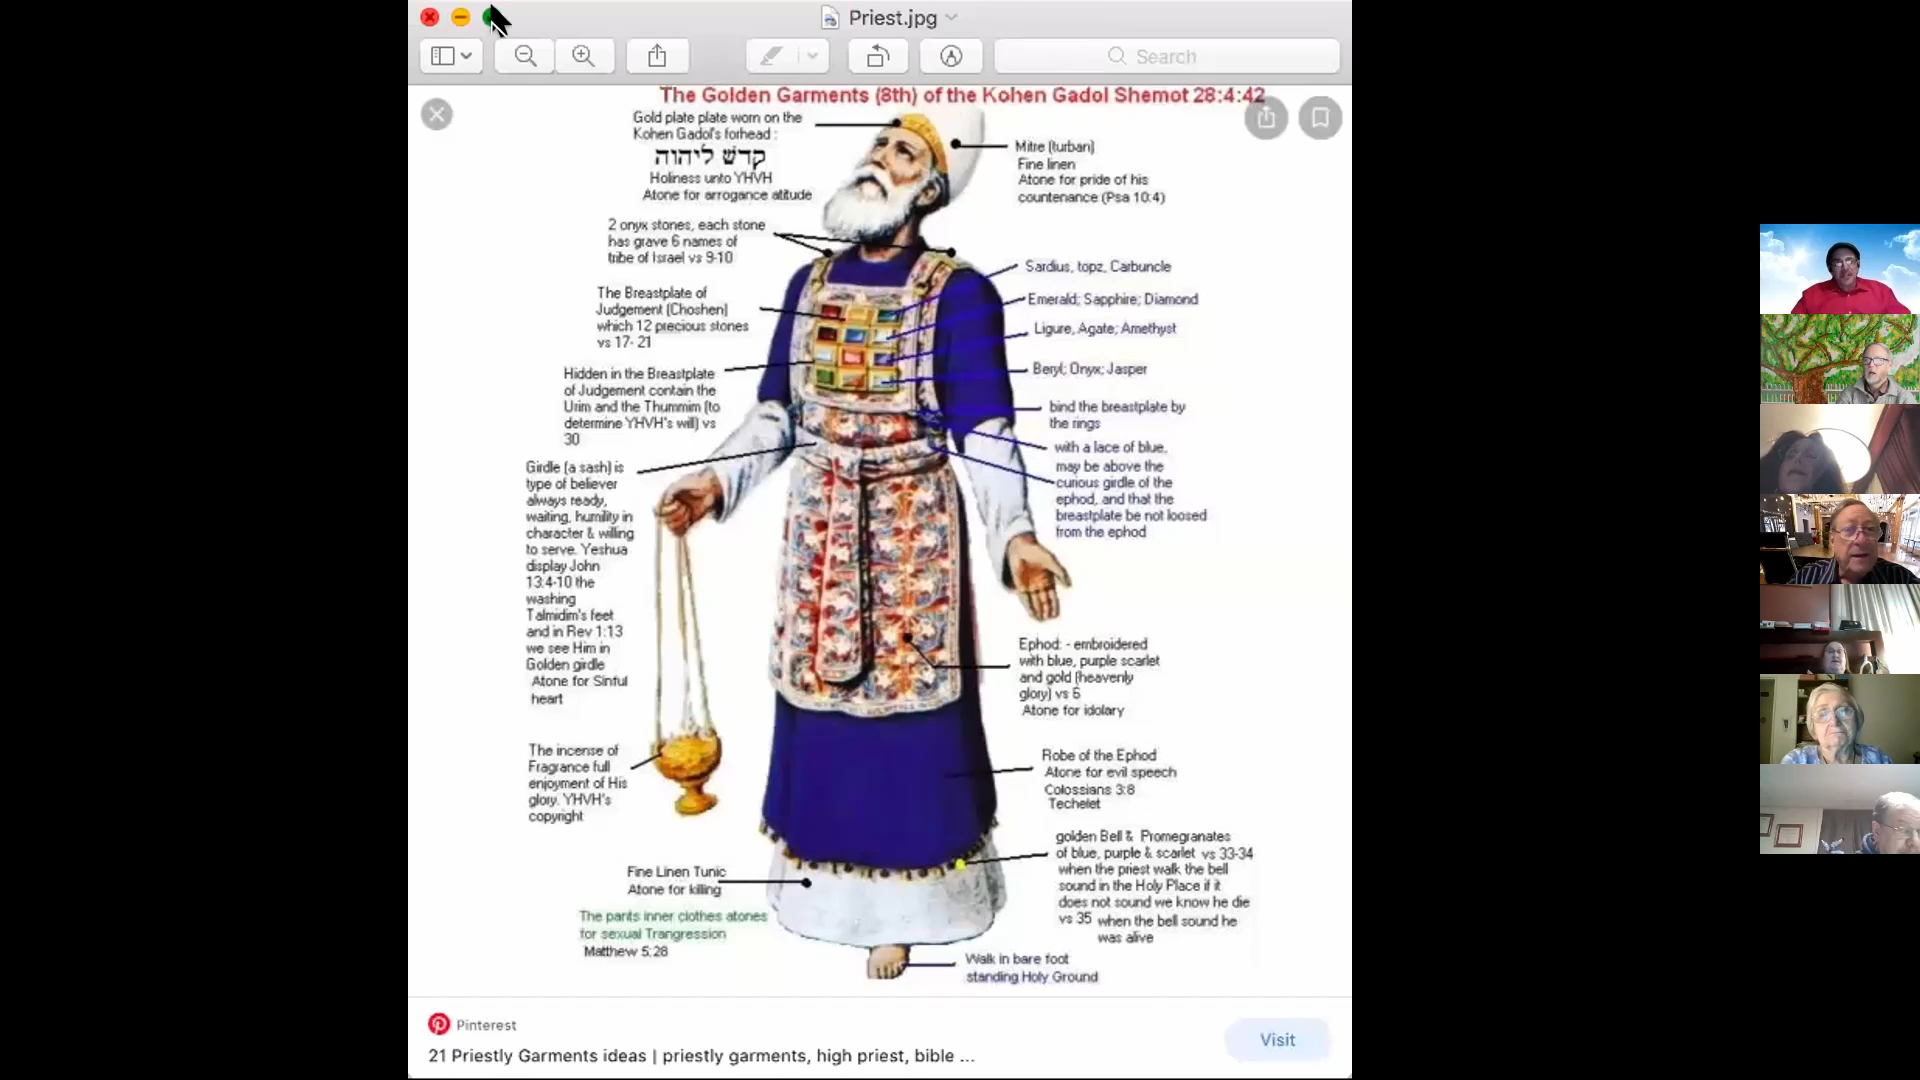 Priest.jpg
Search
The Golden Garments (8th) of the Kohen Gadol Shemot 28:4:42
Gold plate plate worn on the
Kohen Gadol's forhead :
קדש ליהוה
Holiness unto YHVH
Atone for arrogance atitude
Mitre (turban)
Fine linen
Atone for pride of his
countenance (Psa 10:4)
2 onyx stones, each stone
has grave 6 names of
tribe of Israel vs 9-10
Sardius, topz, Carbuncle
The Breastplate of
Judgement (Choshen)
which 12 precious stones
vs 17- 21
Emerald; Sapphire; Diamond
Ligure, Agate; Amethyst
Beryl; Onyx; Jasper
Hidden in the Breastplate
of Judgement contain the
Urim and the Thummim (to
determine YHVH's will) vs
30
bind the breastplate by
the rings
with a lace of blue,
may be above the
curious girdle of the
ephod, and that the
breastplate be not loosed
from the ephod
Girdle (a sash) is
type of believer
always ready,
waiting, humility in
character & willing
to serve. Yeshua
display John
13:4-10 the
washing
Talmidim's feet
and in Rev 1:13
we see Him in
Golden girdle
Atone for Sinful
heart
Ephod: - embroidered
with blue, purple scarlet
and gold (heavenly
glory) vs 6
Atone for idolary
The incense of
Fragrance full
enjoyment of His
glory. YHVH's
copyright
Robe of the Ephod
Atone for evil speech
Colossians 3:8
Techelet
golden Bell & Promegranates
of blue, purple & scarlet vs 33-34
when the priest walk the bell
sound in the Holy Place if it
does not sound we know he die
vs 35 when the bell sound he
was alive
Fine Linen Tunic
Atone for killing
The pants inner clothes atones
for sexual Trangression
Matthew 5:28
Walk in bare foot
standing Holy Ground
Pinterest
21 Priestly Garments ideas | priestly garments, high priest, bible ...
Visit